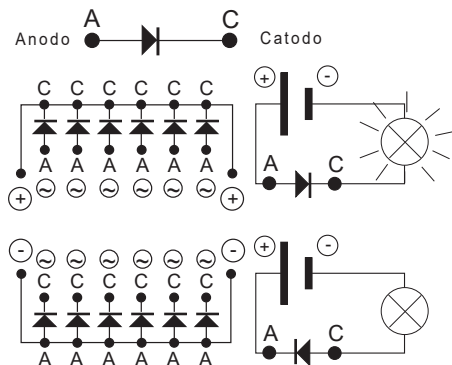 A C
Anodo Catodo
C C C C C C
A A A A A A
~ ~ ~ ~ ~ ~
+ +
+ -
A C
- ~ ~ ~ ~ ~ ~ -
C C C C C C
A A A A A A
+ -
A C